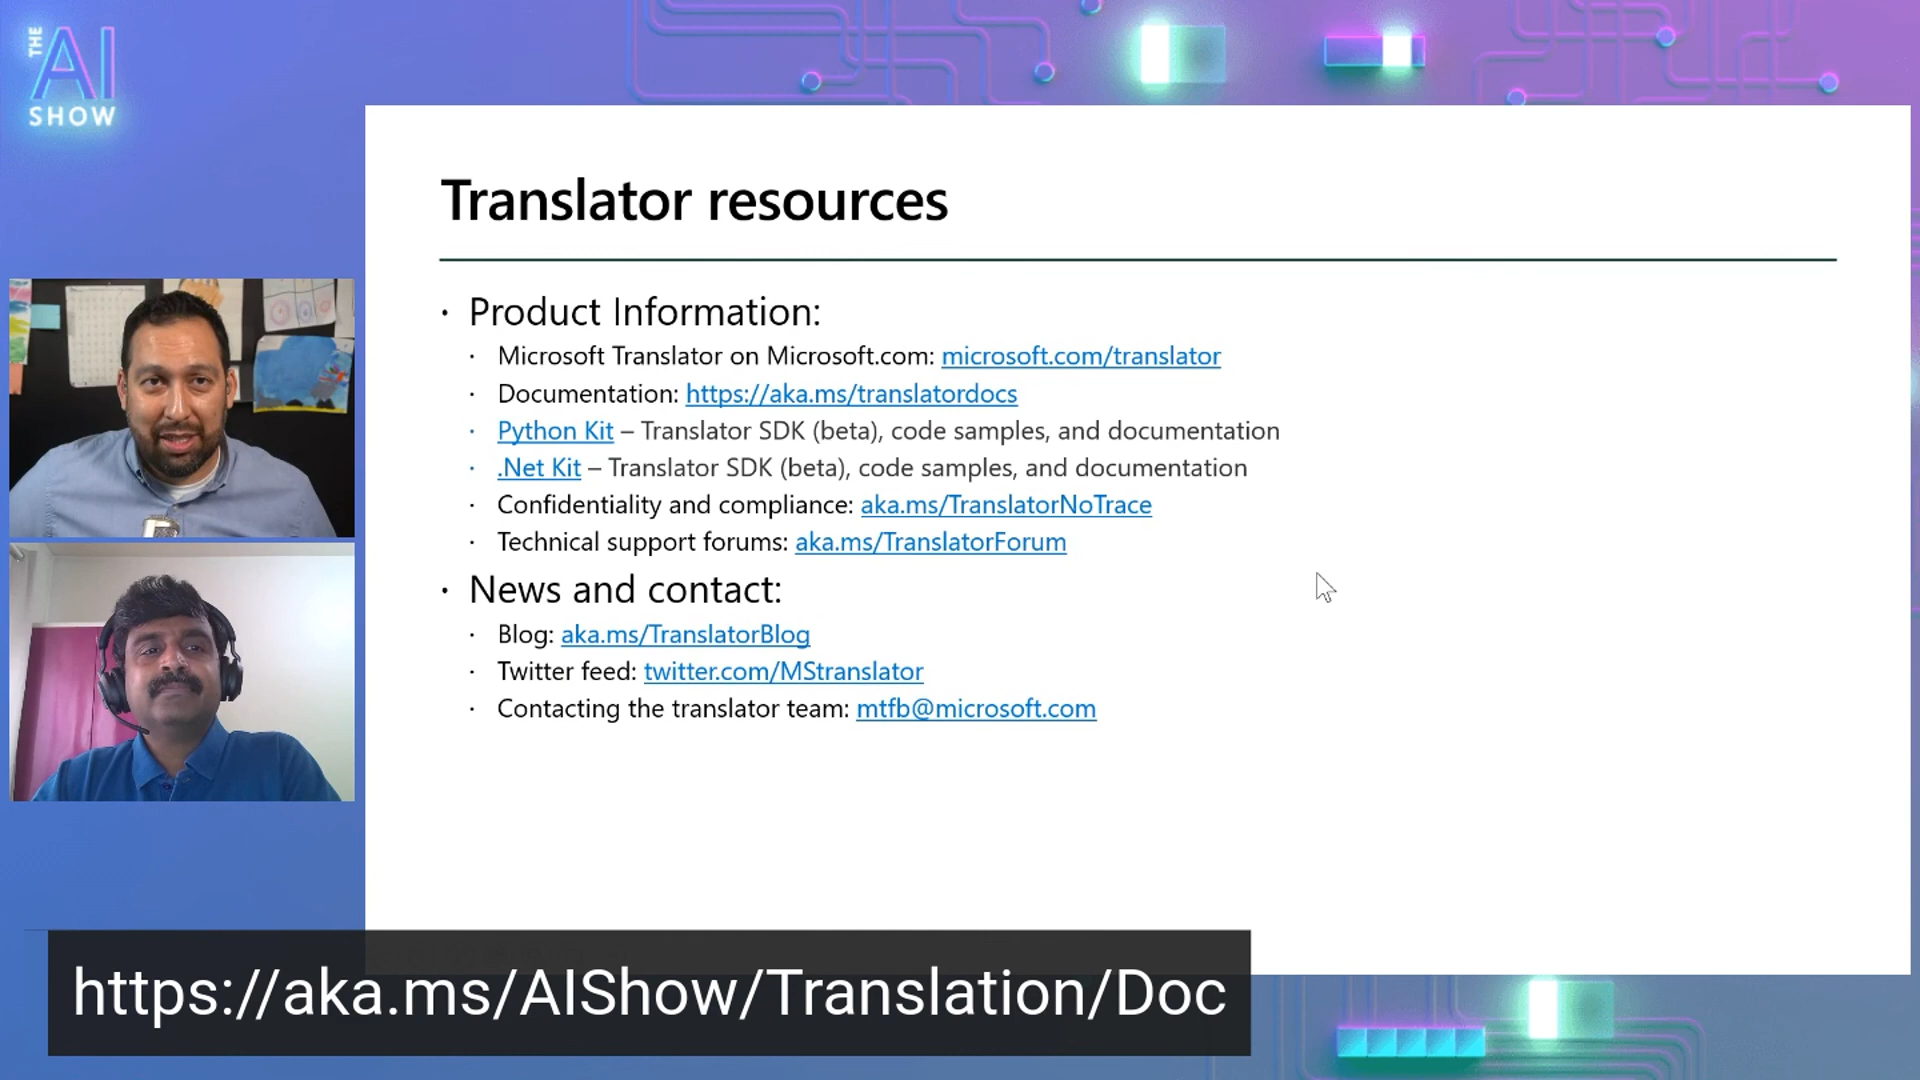 THE
AI
SHOW
Translator resources
· Product Information:
· Microsoft Translator on Microsoft.com: microsoft.com/translator
· Documentation: https://aka.ms/translatordocs
· Python Kit – Translator SDK (beta), code samples, and documentation
· .Net Kit – Translator SDK (beta), code samples, and documentation
· Confidentiality and compliance: aka.ms/TranslatorNoTrace
· Technical support forums: aka.ms/TranslatorForum
· News and contact:
· Blog: aka.ms/TranslatorBlog
· Twitter feed: twitter.com/MStranslator
· Contacting the translator team: mtfb@microsoft.com
https://aka.ms/AIShow/Translation/Doc